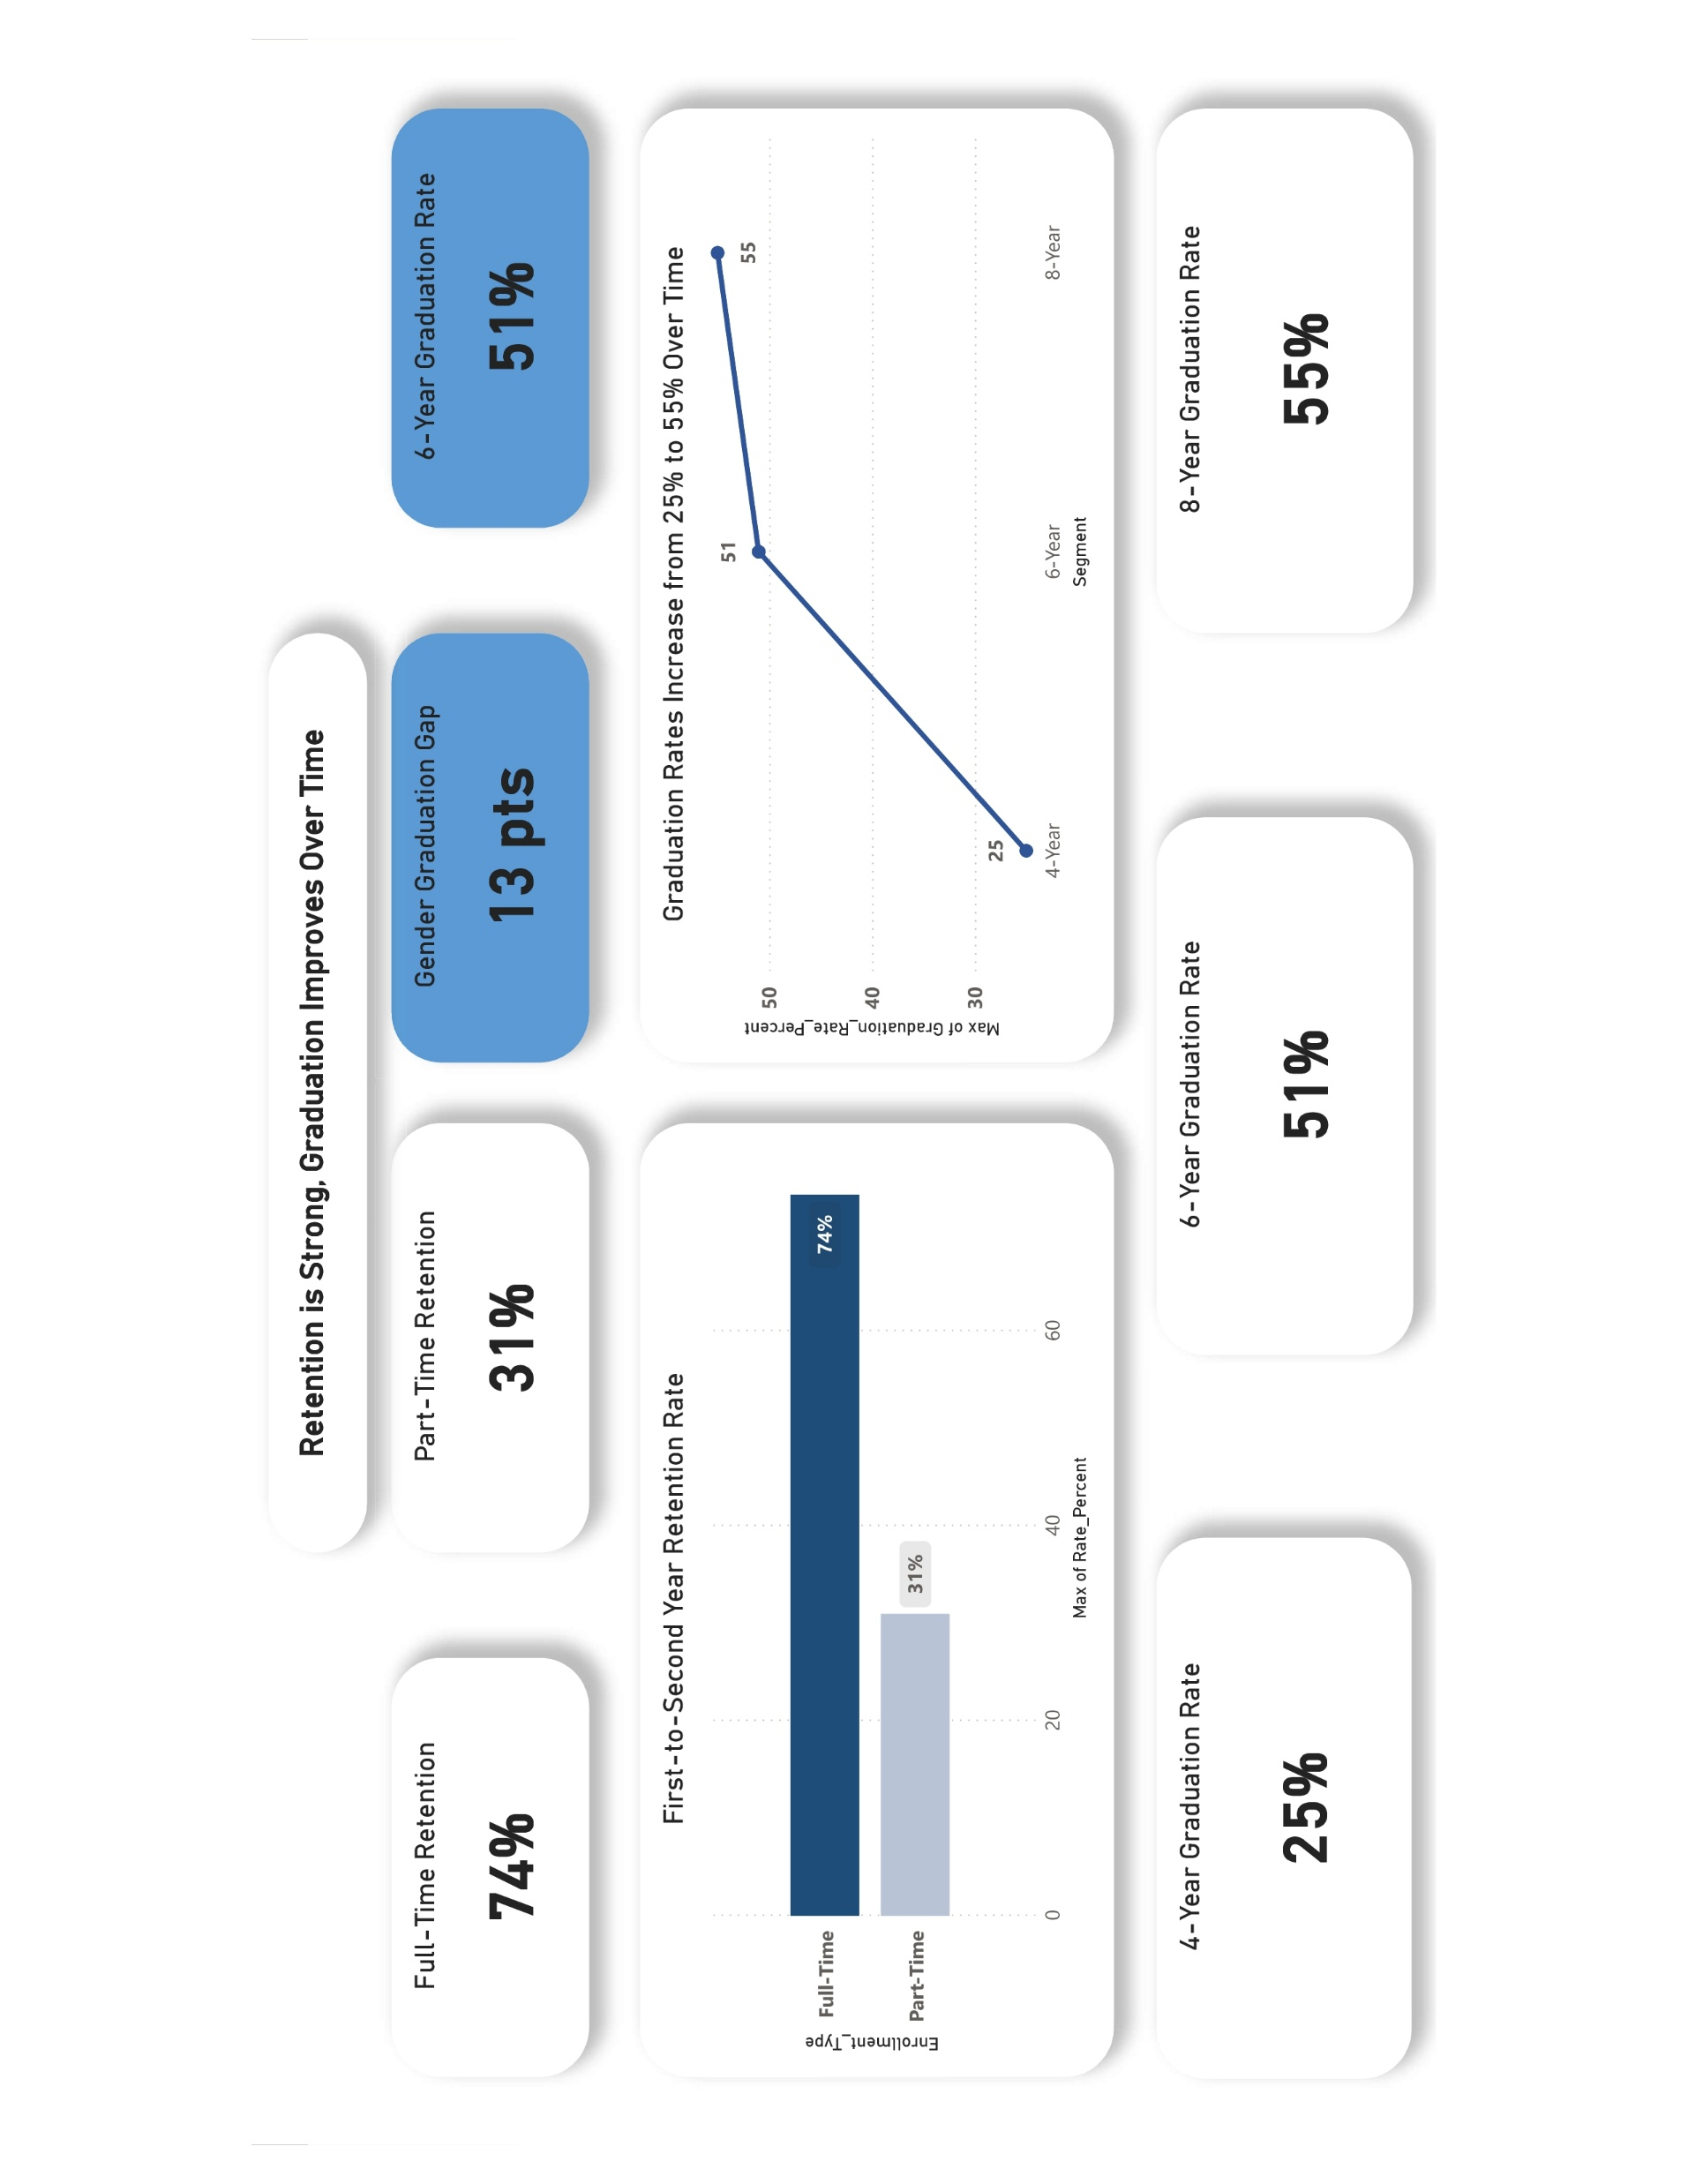 Retention is Strong, Graduation Improves Over Time
Full-Time Retention
74%
Part-Time Retention
31%
Gender Graduation Gap
13 pts
6-Year Graduation Rate
51%
First-to-Second Year Retention Rate
Enrollment_Type
Full-Time
74%
Part-Time
31%
0
20
40
60
Max of Rate_Percent
Graduation Rates Increase from 25% to 55% Over Time
Max of Graduation_Rate_Percent
50
40
30
25
51
55
4-Year
6-Year
8-Year
Segment
4-Year Graduation Rate
25%
6-Year Graduation Rate
51%
8-Year Graduation Rate
55%